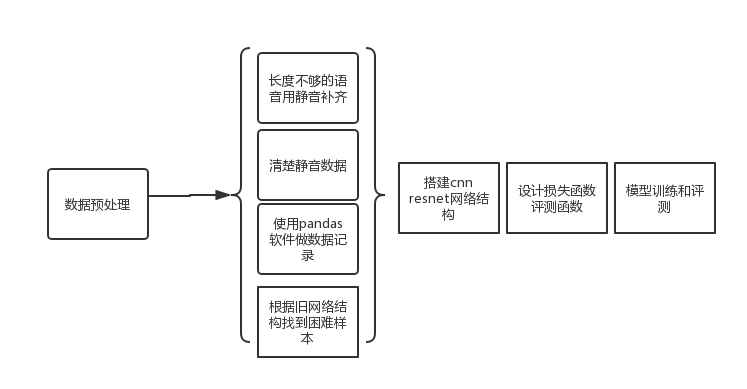 数据预处理
长度不够的语
音用静音补齐
清楚静音数据
使用pandas
软件做数据记
录
根据旧网络结
构找到困难样
本
搭建cnn
resnet网络结
构
设计损失函数
评测函数
模型训练和评
测